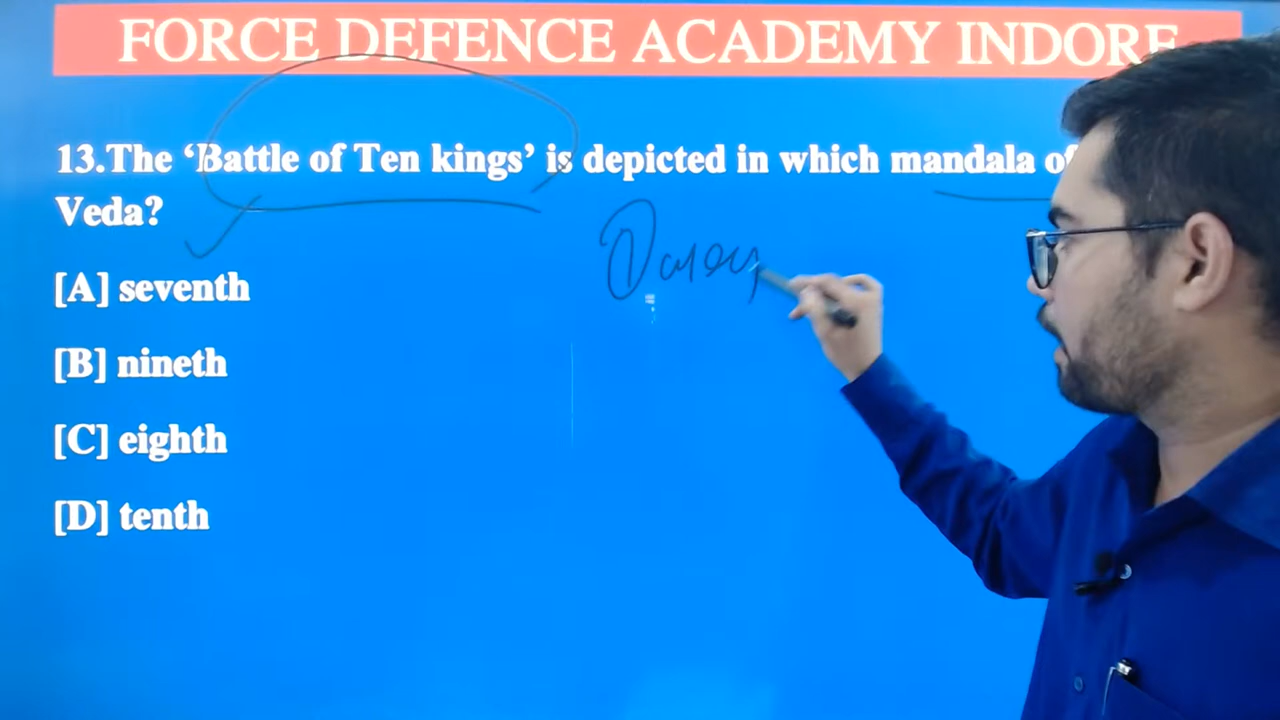 FORCE DEFENCE ACADEMY INDORE
13.The ‘Battle of Ten kings’ is depicted in which mandala of
Veda?
[A] seventh
[B] nineth
[C] eighth
[D] tenth